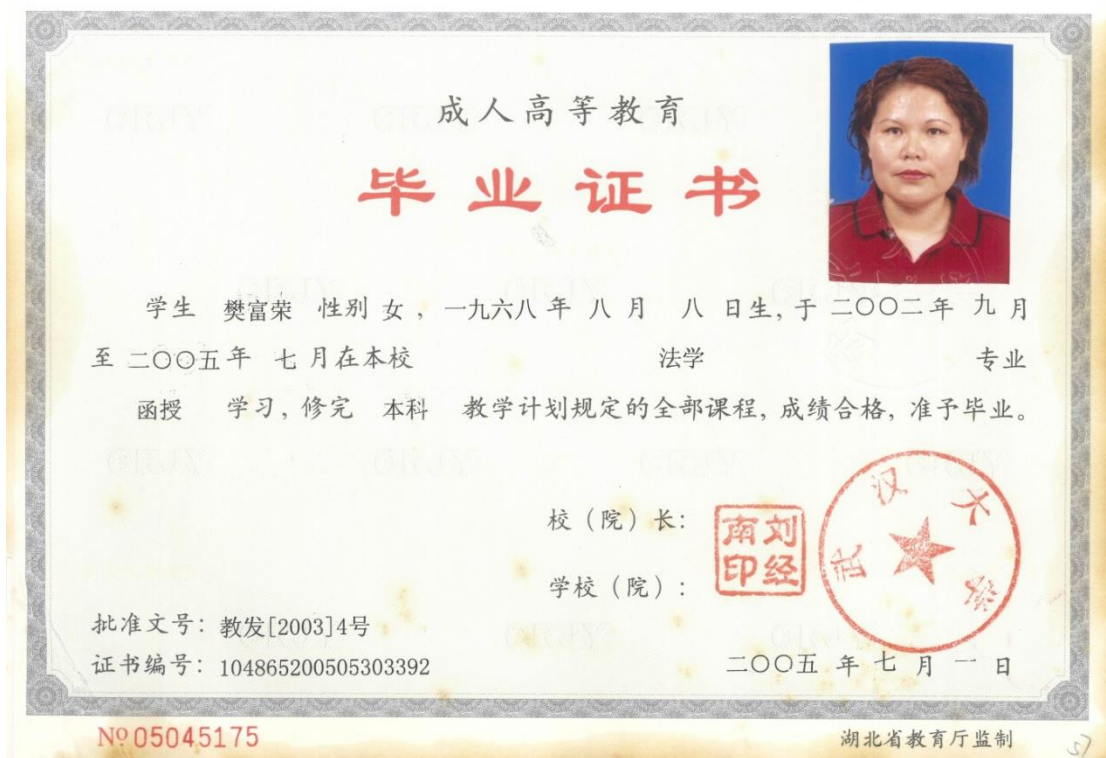 成人高等教育
毕业证书
学生 樊富荣 性别 女 , 一九六八 年 八 月 八 日生, 于 二〇〇二 年 九 月
至 二〇〇五 年 七 月在本校 法学 专业
函授 学习, 修完 本科 教学计划规定的全部课程, 成绩合格, 准予毕业。
校（院）长:
刘经南印
学校（院）:
武汉大学
批准文号: 教发[2003]4号
证书编号: 104865200505303392
二〇〇五 年 七 月 一 日
№ 05045175
湖北省教育厅监制